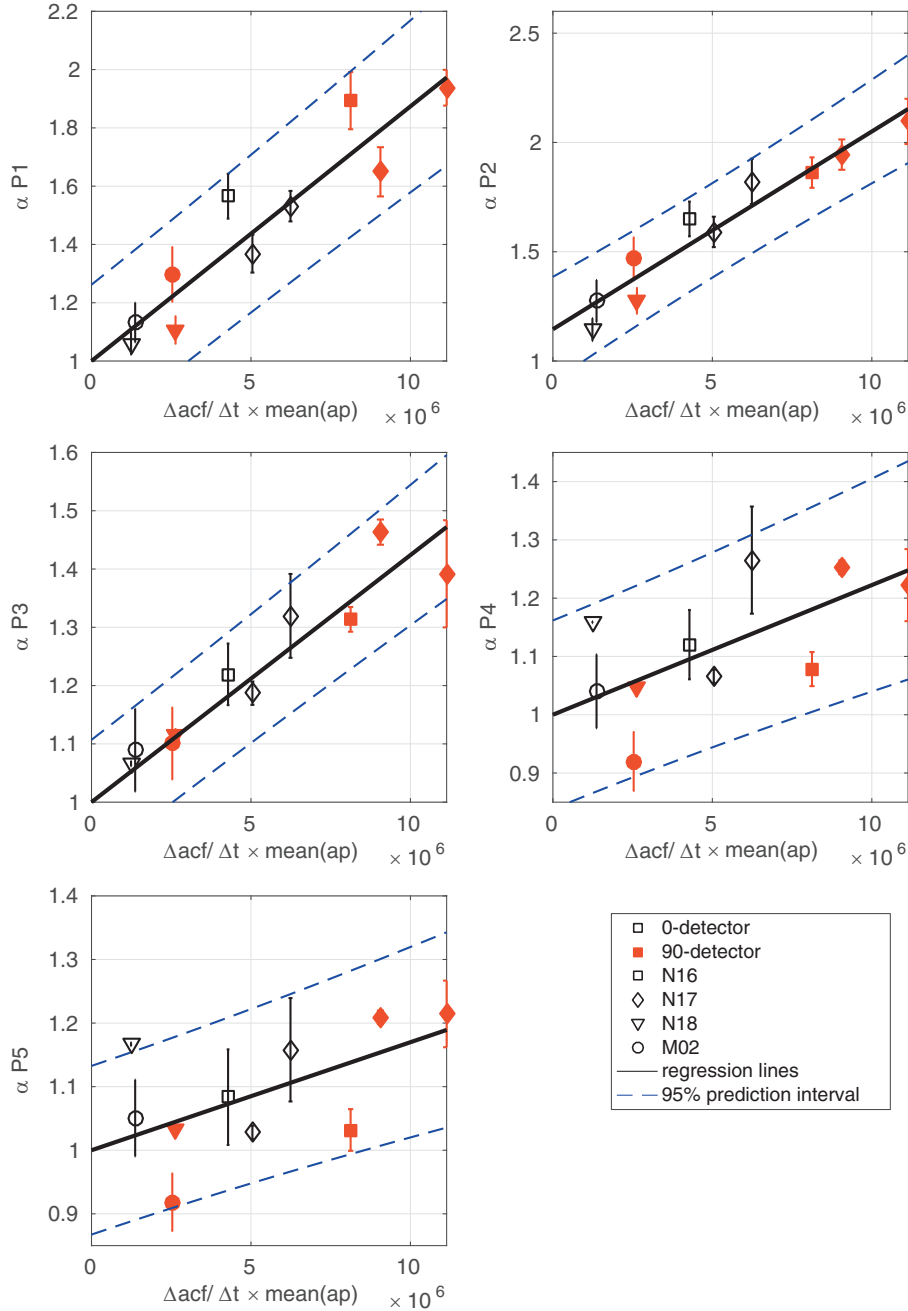 2.2
2
1.8
1.6
1.4
1.2
1
α P1
0 5 10
Δacf/ Δt × mean(ap)
× 10 6
2.5
2
1.5
1
α P2
0 5 10
Δacf/ Δt × mean(ap)
× 10 6
1.6
1.5
1.4
1.3
1.2
1.1
1
α P3
0 5 10
Δacf/ Δt × mean(ap)
× 10 6
1.4
1.3
1.2
1.1
1
0.9
α P4
0 5 10
Δacf/ Δt × mean(ap)
× 10 6
1.4
1.3
1.2
1.1
1
0.9
α P5
0 5 10
Δacf/ Δt × mean(ap)
× 10 6
0-detector
90-detector
N16
N17
N18
M02
regression lines
95% prediction interval